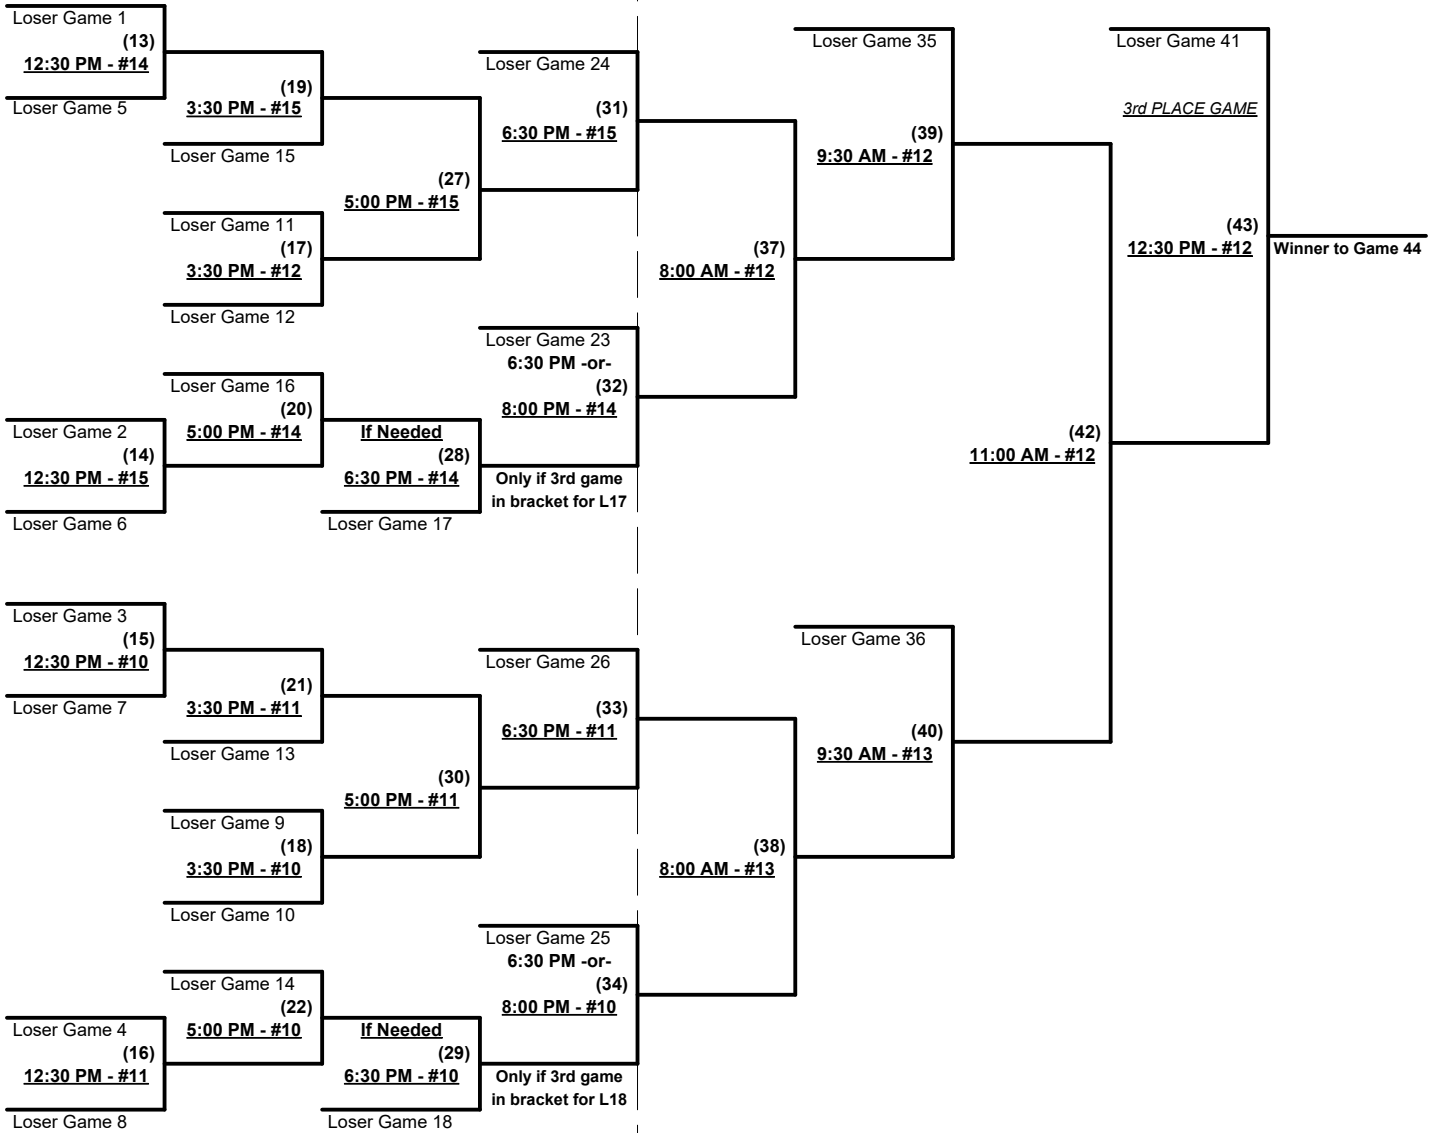 Loser Game 1
(13)
12:30 PM - #14
Loser Game 5
(19)
3:30 PM - #15
Loser Game 15
Loser Game 11
(17)
3:30 PM - #12
Loser Game 12
(27)
5:00 PM - #15
Loser Game 24
(31)
6:30 PM - #15
Loser Game 16
(20)
5:00 PM - #14
Loser Game 2
(14)
12:30 PM - #15
Loser Game 6
If Needed
(28)
6:30 PM - #14
Loser Game 17
Loser Game 23
6:30 PM -or-
(32)
8:00 PM - #14
Only if 3rd game
in bracket for L17
(37)
8:00 AM - #12
Loser Game 35
(39)
9:30 AM - #12
Loser Game 3
(15)
12:30 PM - #10
Loser Game 7
(21)
3:30 PM - #11
Loser Game 13
Loser Game 9
(18)
3:30 PM - #10
Loser Game 10
(30)
5:00 PM - #11
Loser Game 26
(33)
6:30 PM - #11
Loser Game 14
(22)
5:00 PM - #10
Loser Game 4
(16)
12:30 PM - #11
Loser Game 8
If Needed
(29)
6:30 PM - #10
Loser Game 18
Loser Game 25
6:30 PM -or-
(34)
8:00 PM - #10
Only if 3rd game
in bracket for L18
(38)
8:00 AM - #13
Loser Game 36
(40)
9:30 AM - #13
(42)
11:00 AM - #12
Loser Game 41
3rd PLACE GAME
(43)
12:30 PM - #12
Winner to Game 44